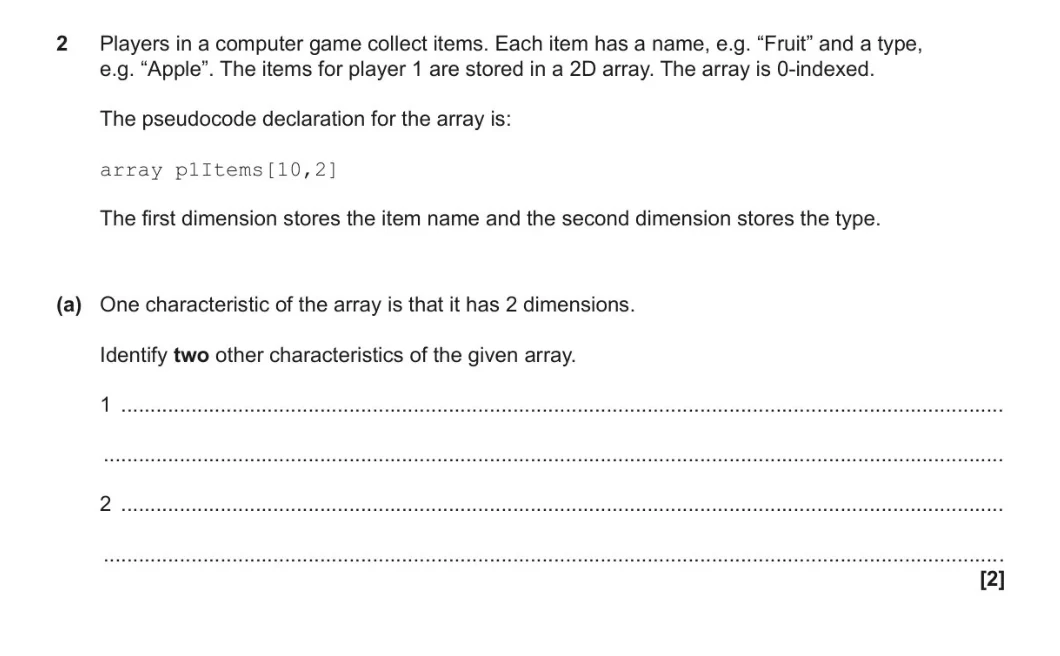 2 Players in a computer game collect items. Each item has a name, e.g. “Fruit” and a type,
e.g. “Apple”. The items for player 1 are stored in a 2D array. The array is 0-indexed.
The pseudocode declaration for the array is:
array p1Items[10,2]
The first dimension stores the item name and the second dimension stores the type.
(a) One characteristic of the array is that it has 2 dimensions.
Identify two other characteristics of the given array.
1
2
[2]